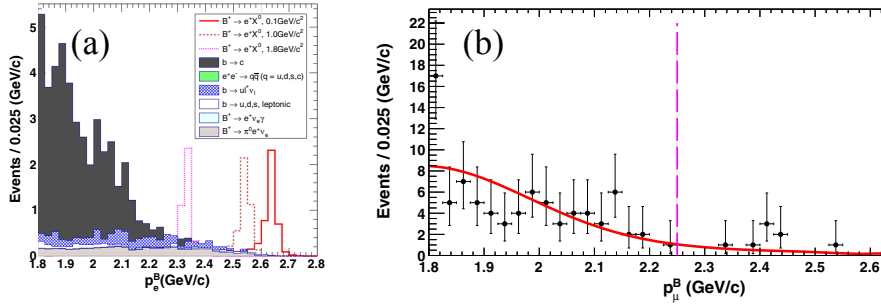 (a)
B⁺ → e⁺X⁰, 0.1GeV/c²
B⁺ → e⁺X⁰, 1.0GeV/c²
B⁺ → e⁺X⁰, 1.8GeV/c²
b → c
e⁺e⁻ → qq̅ (q = u,d,s,c)
b → ul⁺νₗ
b → u,d,s, leptonic
B⁺ → e⁺νₑγ
B⁺ → π⁰e⁺νₑ
Events / 0.025 (GeV/c)
5
4
3
2
1
0
1.8 1.9 2 2.1 2.2 2.3 2.4 2.5 2.6 2.7 2.8
pₑᴮ(GeV/c)
(b)
Events / 0.025 (GeV/c)
22
20
18
16
14
12
10
8
6
4
2
0
1.8 1.9 2 2.1 2.2 2.3 2.4 2.5 2.6
p_μ^B (GeV/c)